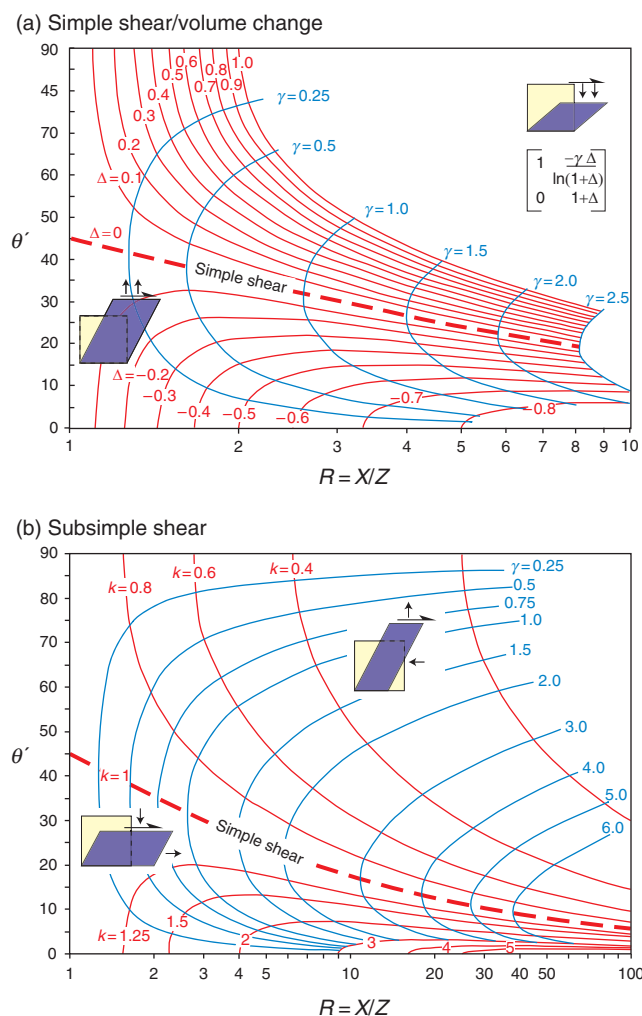 (a) Simple shear/volume change
90
45
70
60
50
40
30
20
10
0
θ′
0.6
0.5
0.4
0.3
0.2
Δ=0.1
0.8
0.7
1.0
0.9
γ=0.25
γ=0.5
γ=1.0
γ=1.5
γ=2.0
γ=2.5
1 −γ Δ
ln(1+Δ)
0 1+Δ
Δ=0
Simple shear
Δ=−0.2
−0.3
−0.4
−0.5
−0.6
−0.7
−0.8
1 2 3 4 5 6 7 8 9 10
R = X/Z
(b) Subsimple shear
90
80
70
60
50
40
30
20
10
0
θ′
k=0.8
k=0.6
k=0.4
γ=0.25
0.5
0.75
1.0
1.5
2.0
3.0
4.0
5.0
6.0
k=1
Simple shear
k=1.25
1.5
2
3
4
5
1 2 3 4 5 10 20 30 40 50 100
R = X/Z